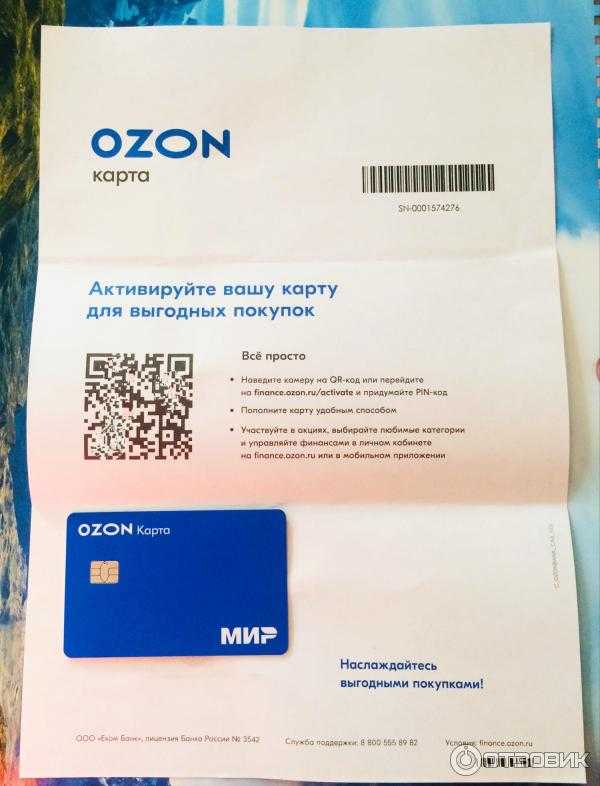 OZON
карта
SN-0001574276
Активируйте вашу карту
для выгодных покупок
Всё просто
• Наведите камеру на QR-код или перейдите
на finance.ozon.ru/activate и придумайте PIN-код
• Пополните карту удобным способом
• Участвуйте в акциях, выбирайте любимые категории
и управляйте финансами в личном кабинете
на finance.ozon.ru или в мобильном приложении
OZON Карта
МИР
Наслаждайтесь
выгодными покупками!
ООО «Еком Банк», лицензия Банка России № 3542
Служба поддержки: 8 800 555 89 82
Условия: finance.ozon.ru
ОТЗОВИК